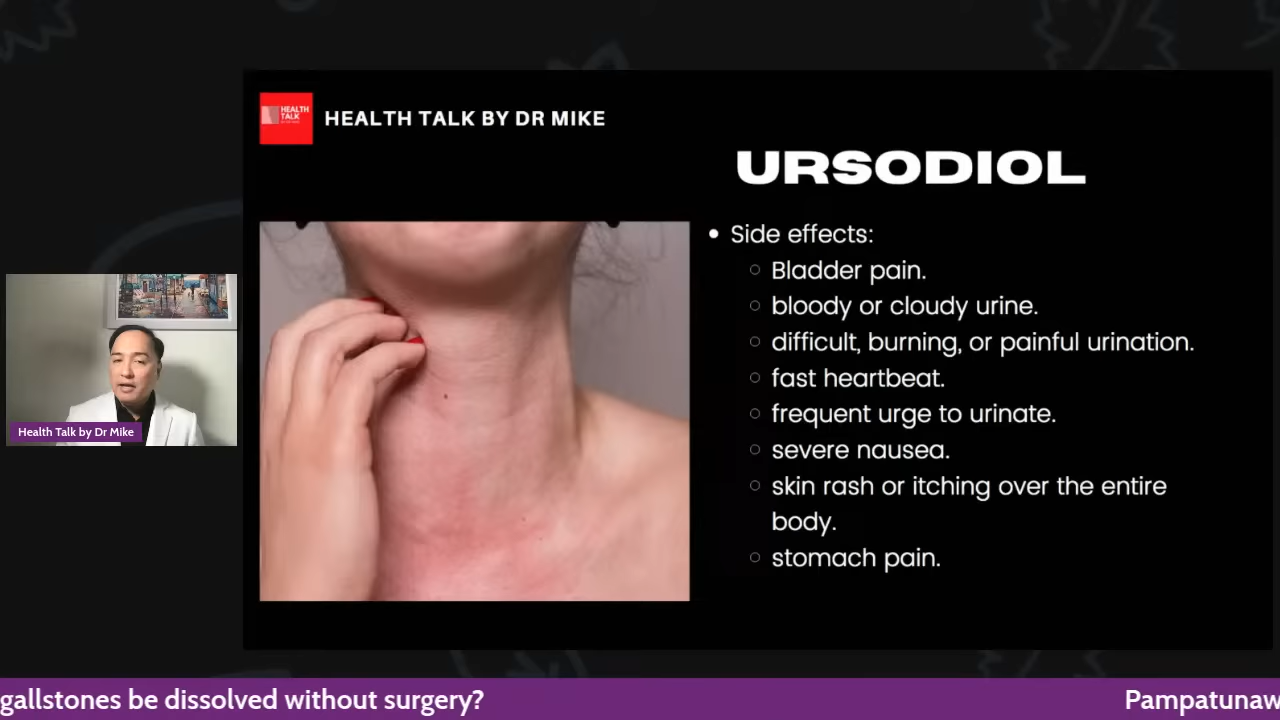 HEALTH TALK
HEALTH TALK BY DR MIKE
URSODIOL
Side effects:
Bladder pain.
bloody or cloudy urine.
difficult, burning, or painful urination.
fast heartbeat.
frequent urge to urinate.
severe nausea.
skin rash or itching over the entire
body.
stomach pain.
Health Talk by Dr Mike
gallstones be dissolved without surgery?
Pampatunaw